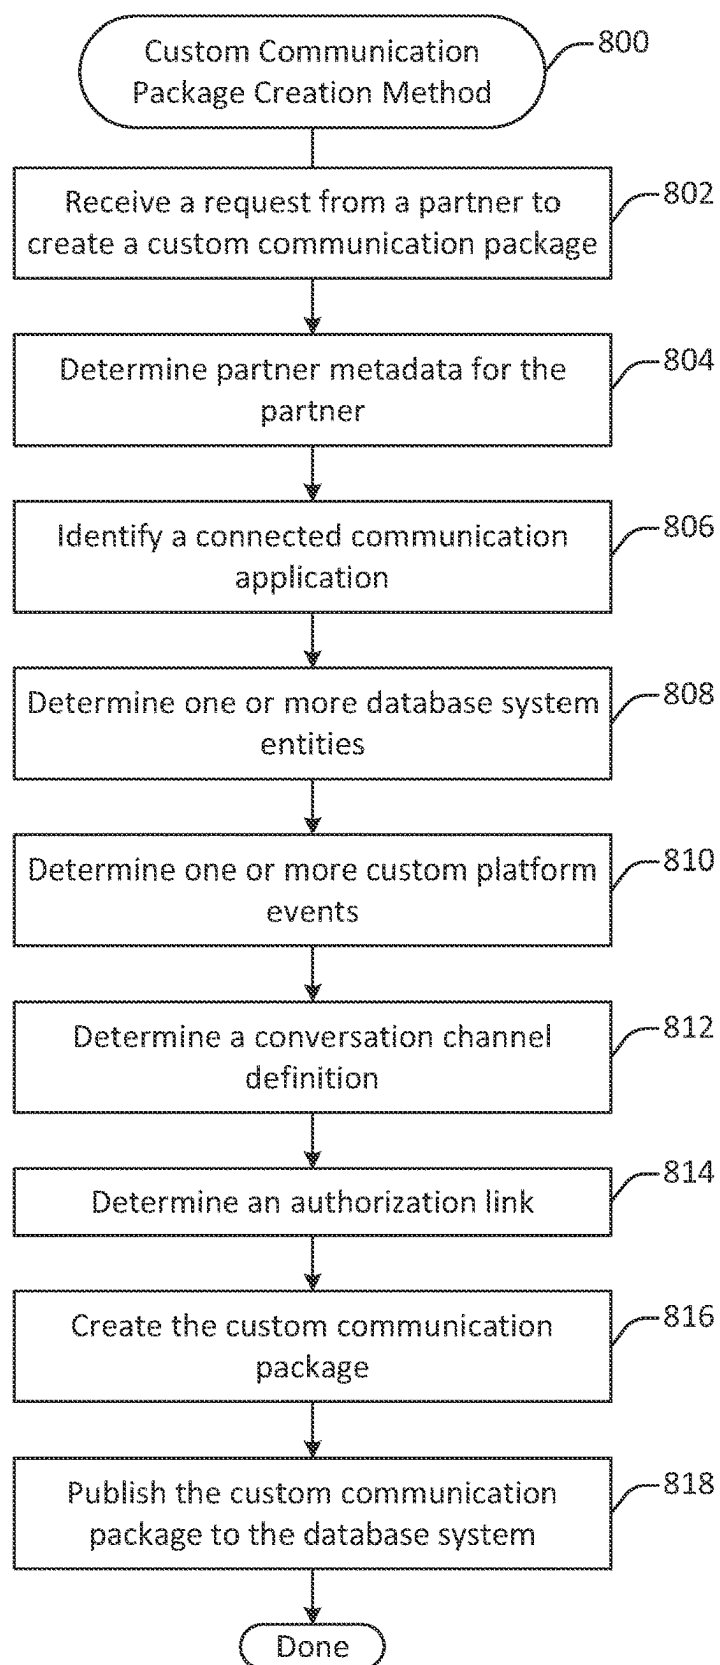 Custom Communication
Package Creation Method
800
Receive a request from a partner to
create a custom communication package
802
Determine partner metadata for the
partner
804
Identify a connected communication
application
806
Determine one or more database system
entities
808
Determine one or more custom platform
events
810
Determine a conversation channel
definition
812
Determine an authorization link
814
Create the custom communication
package
816
Publish the custom communication
package to the database system
818
Done